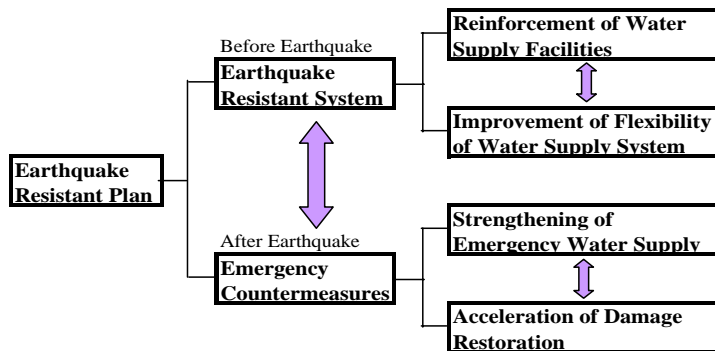 Earthquake
Resistant Plan
Before Earthquake
Earthquake
Resistant System
Reinforcement of Water
Supply Facilities
Improvement of Flexibility
of Water Supply System
After Earthquake
Emergency
Countermeasures
Strengthening of
Emergency Water Supply
Acceleration of Damage
Restoration